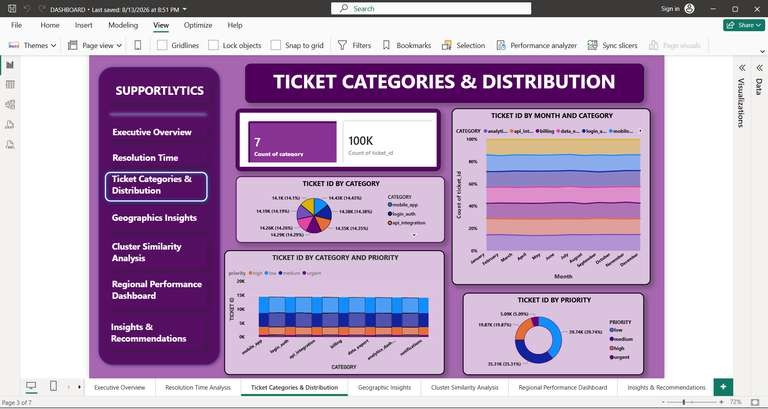 DASHBOARD • Last saved: 8/13/2026 at 8:51 PM
Search
Sign in
File
Home
Insert
Modeling
View
Optimize
Help
Share
Themes
Page view
Gridlines
Lock objects
Snap to grid
Filters
Bookmarks
Selection
Performance analyzer
Sync slicers
Page visuals
SUPPORTLYTICS
Executive Overview
Resolution Time
Ticket Categories &
Distribution
Geographics Insights
Cluster Similarity
Analysis
Regional Performance
Dashboard
Insights &
Recommendations
TICKET CATEGORIES & DISTRIBUTION
7
Count of category
100K
Count of ticket_id
TICKET ID BY CATEGORY
14.1K (14.1%)
14.43K (14.43%)
14.19K (14.19%)
14.38K (14.38%)
14.26K (14.26%)
14.35K (14.35%)
14.29K (14.29%)
CATEGORY
mobile_app
login_auth
api_integration
TICKET ID BY CATEGORY AND PRIORITY
priority
high
low
medium
urgent
TICKET ID
20K
15K
10K
5K
0K
mobile_app
login_auth
api_integration
billing
data_export
analytics_dash...
notifications
CATEGORY
TICKET ID BY MONTH AND CATEGORY
CATEGORY
analyti...
api_int...
billing
data_e...
login_a...
mobile...
Count of ticket_id
100%
80%
60%
40%
20%
0%
January
February
March
April
May
June
July
August
September
October
November
December
Month
TICKET ID BY PRIORITY
5.09K (5.09%)
19.87K (19.87%)
39.74K (39.74%)
35.31K (35.31%)
PRIORITY
low
medium
high
urgent
Visualizations
Data
Executive Overview
Resolution Time Analysis
Ticket Categories & Distribution
Geographic Insights
Cluster Similarity Analysis
Regional Performance Dashboard
Insights & Recommendations
Page 3 of 7
72%